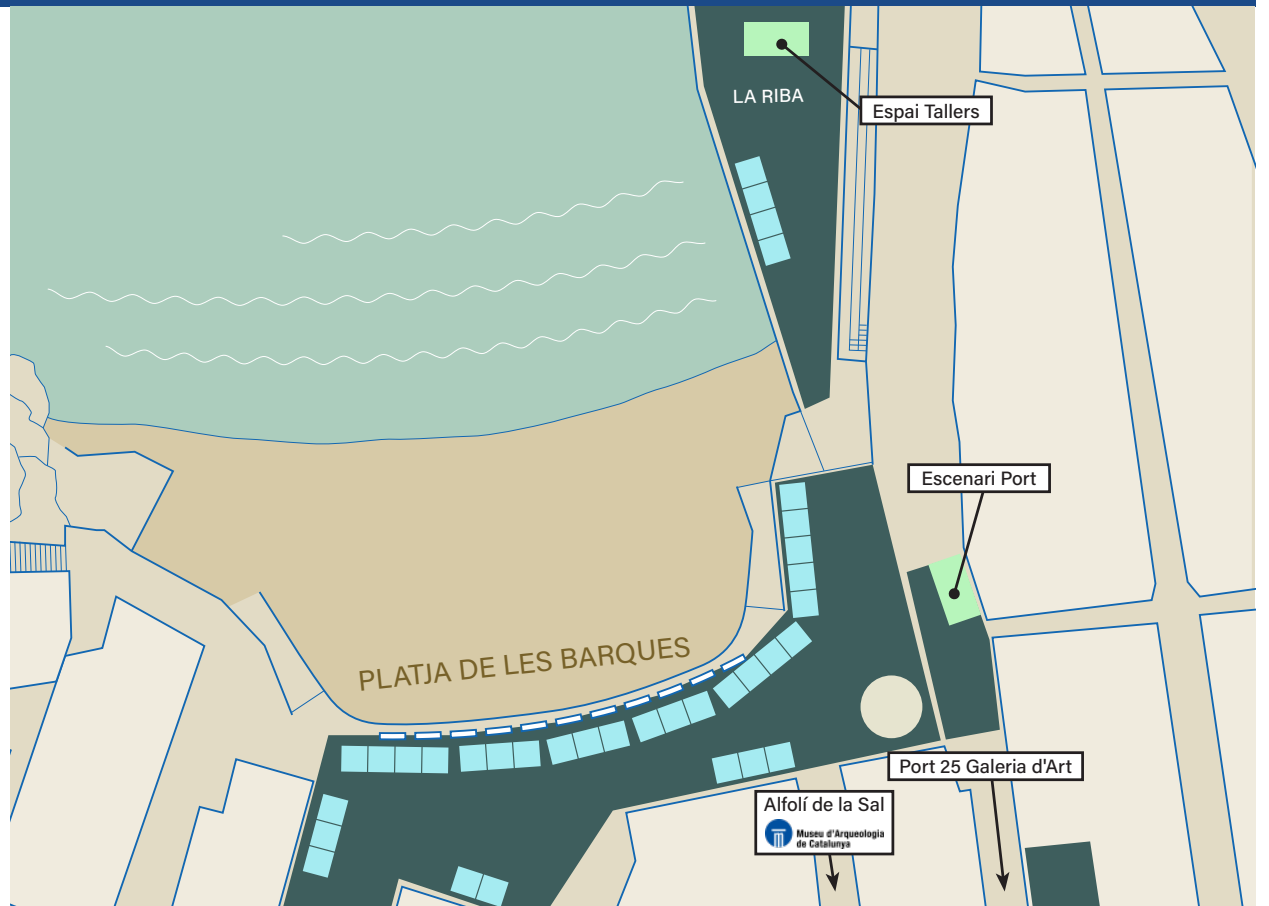 LA RIBA
Espai Tallers
Escenari Port
PLATJA DE LES BARQUES
Port 25 Galeria d'Art
Alfolí de la Sal
Museu d'Arqueologia
de Catalunya